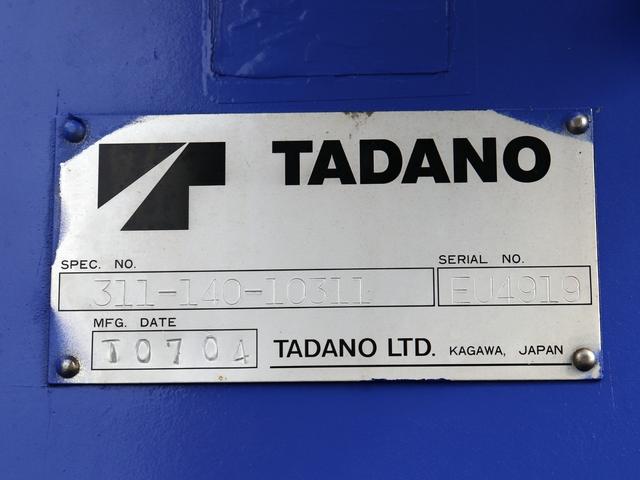 TADANO
SPEC. NO.
311-140-10311
SERIAL NO.
EU4919
MFG. DATE
T0704
TADANO LTD. KAGAWA, JAPAN